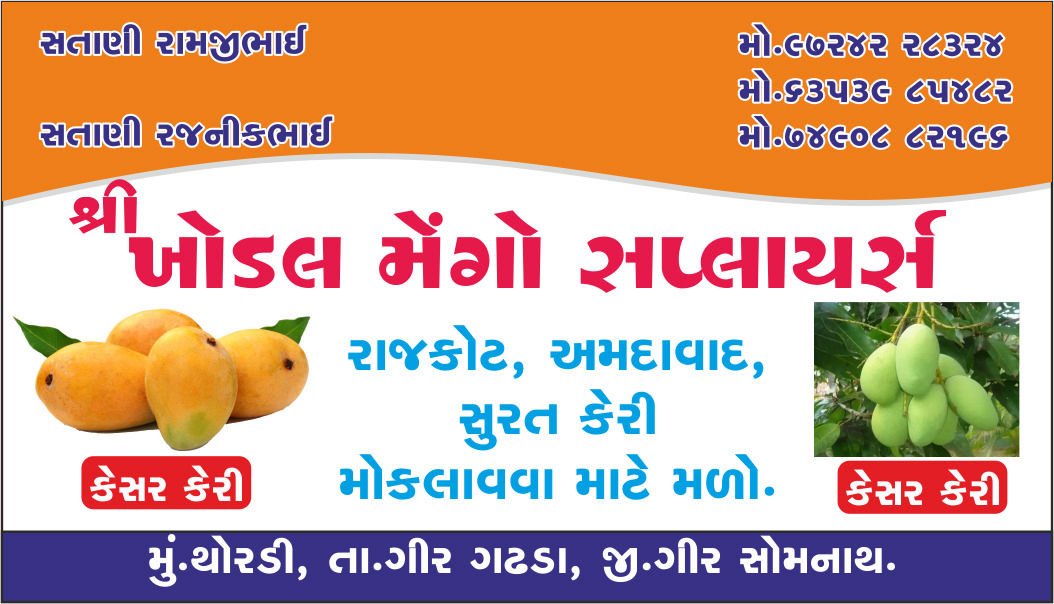 સતાણી રામજીભાઈ
મો.૯૭૨૪૨ ૨૮૩૨૪
મો.૬૩૫૩૯ ૮૫૪૮૨
સતાણી રજનીકભાઈ
મો.૭૪૯૦૮ ૮૨૧૯૬
શ્રી
ખોડલ મેંગો સપ્લાયર્સ
રાજકોટ, અમદાવાદ,
સુરત કેરી
મોકલાવવા માટે મળો.
કેસર કેરી
કેસર કેરી
મું.થોરડી, તા.ગીર ગઢડા, જી.ગીર સોમનાથ.